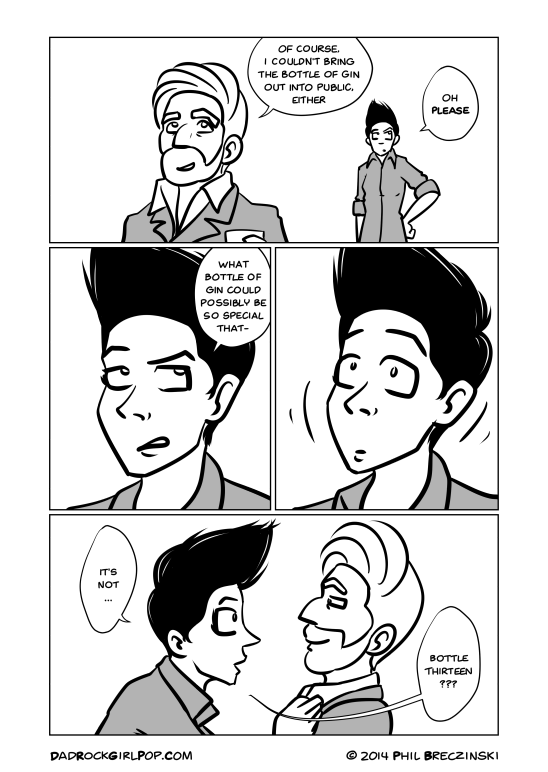 OF COURSE,
I COULDN'T BRING
THE BOTTLE OF GIN
OUT INTO PUBLIC,
EITHER
OH
PLEASE
WHAT
BOTTLE OF
GIN COULD
POSSIBLY BE
SO SPECIAL
THAT-
IT'S
NOT
...
BOTTLE
THIRTEEN
???
DADROCKGIRLPOP.COM
© 2014 PHIL BRECZINSKI